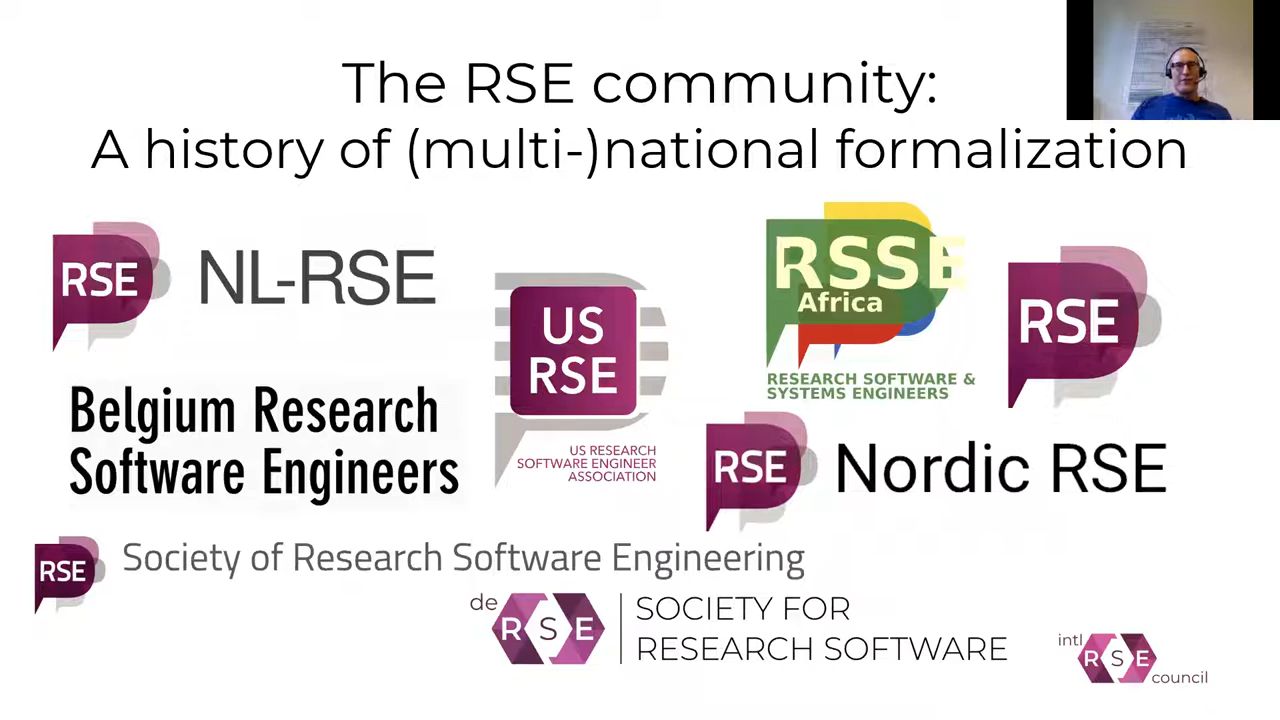 The RSE community:
A history of (multi-)national formalization
RSE
NL-RSE
US
RSE
US RESEARCH
SOFTWARE ENGINEER
ASSOCIATION
RSSE
Africa
RESEARCH SOFTWARE &
SYSTEMS ENGINEERS
RSE
Belgium Research
Software Engineers
RSE
Nordic RSE
RSE
Society of Research Software Engineering
de
RSE
SOCIETY FOR
RESEARCH SOFTWARE
intl
RSE
council